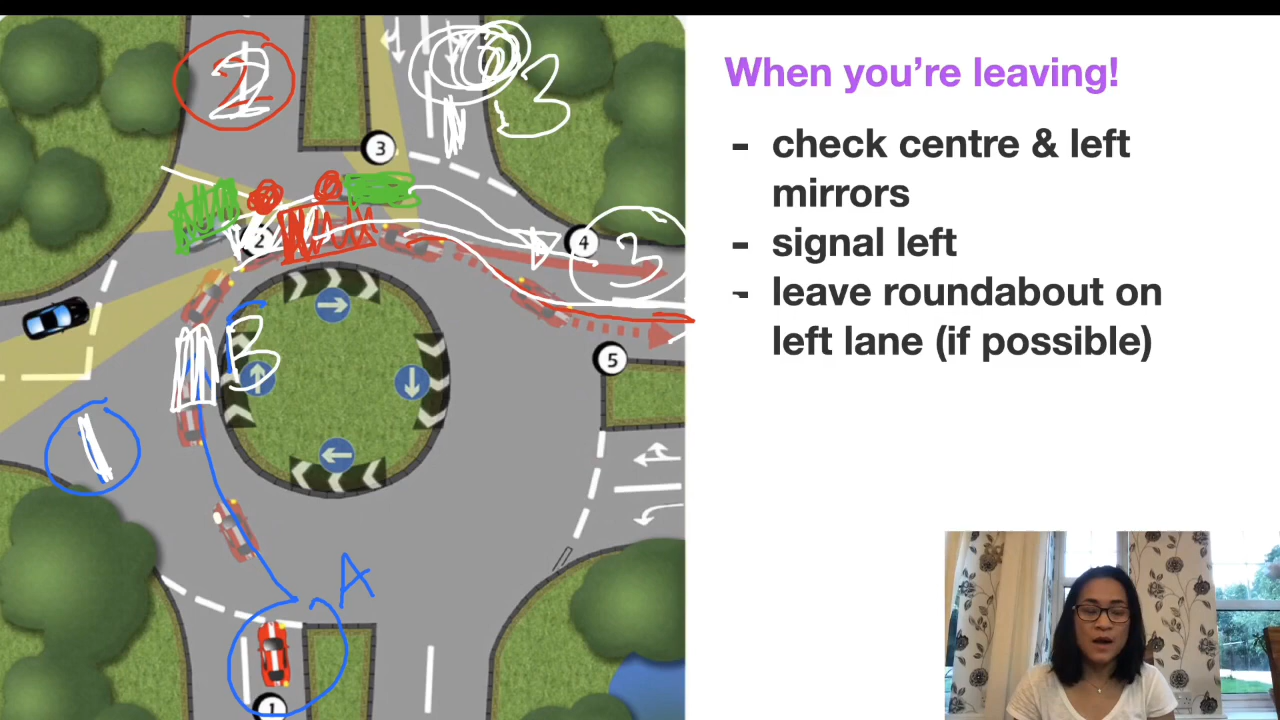 When you're leaving!
- check centre & left
mirrors
- signal left
- leave roundabout on
left lane (if possible)
2
3
3
2
4
3
B
5
1
A
1